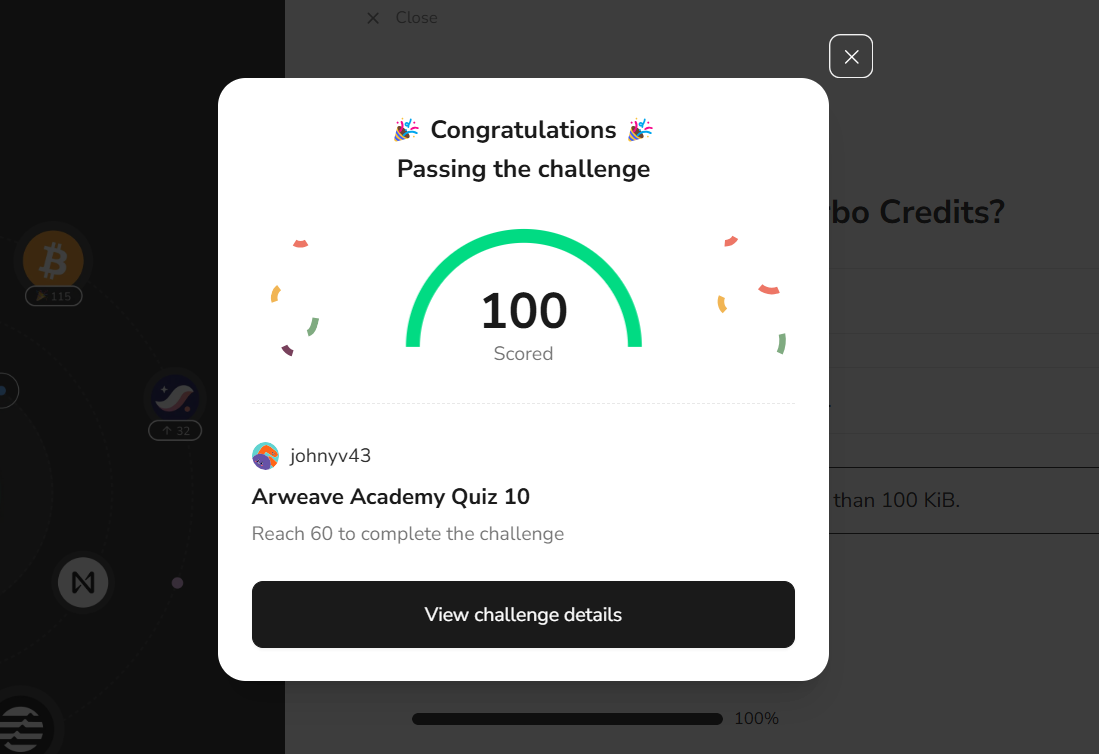 Close
Congratulations
Passing the challenge
rbo Credits?
115
100
Scored
32
johnyv43
Arweave Academy Quiz 10
than 100 KiB.
Reach 60 to complete the challenge
View challenge details
100%